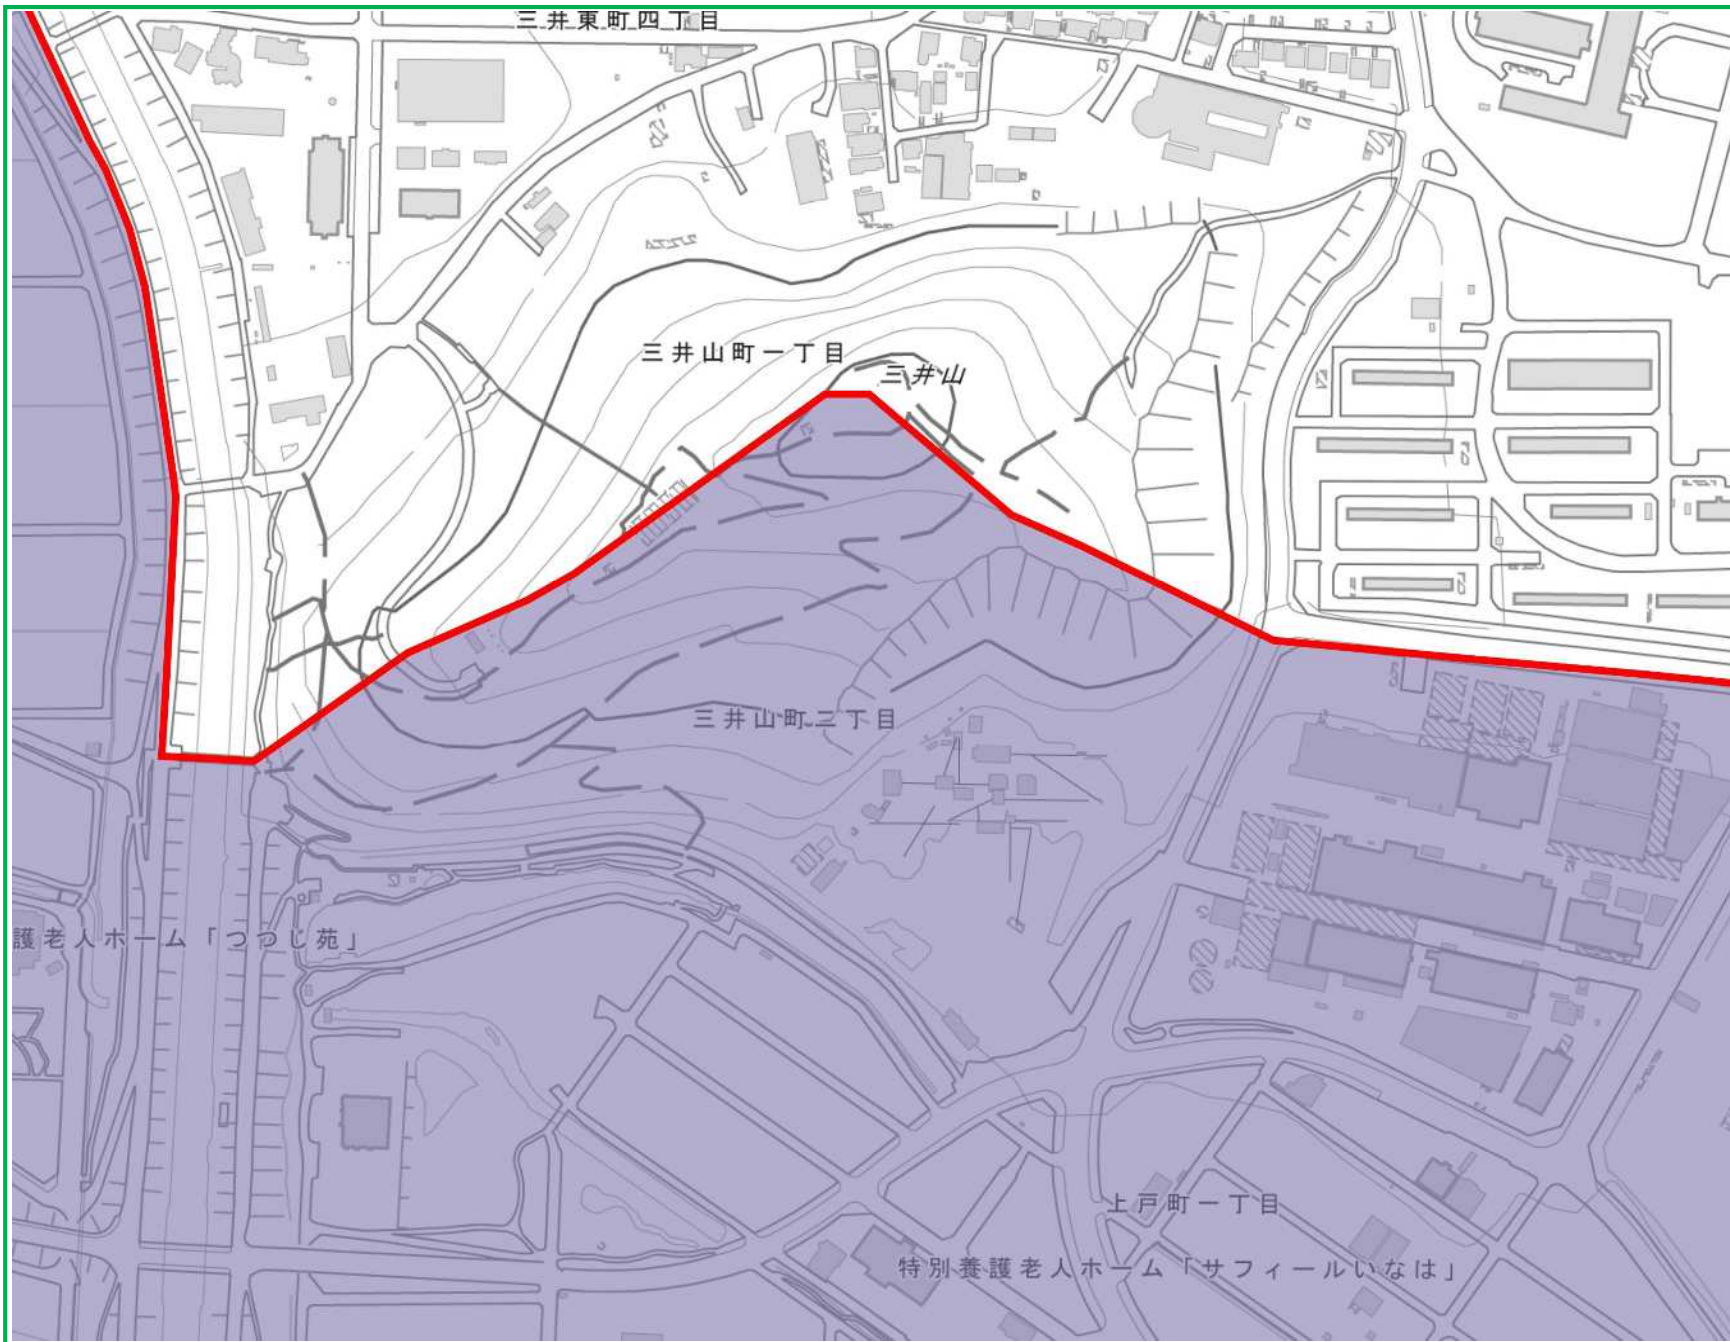 三井東町四丁目
三井山町一丁目
三井山
三井山町二丁目
護老人ホーム「つつじ苑」
上戸町一丁目
特別養護老人ホーム「サフィールいなは」